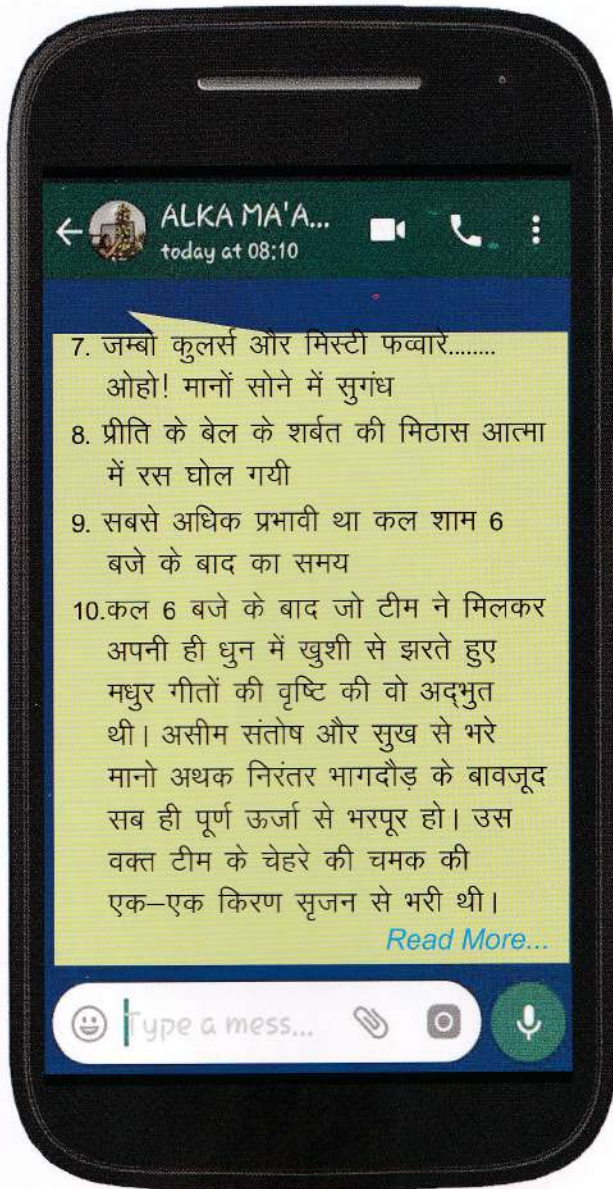 ALKA MA'A...
today at 08:10
7. जम्बो कुलर्स और मिस्टी फव्वारें........
ओहो! मानों सोने में सुगंध
8. प्रीति के बेल के शर्बत की मिठास आत्मा
में रस घोल गयी
9. सबसे अधिक प्रभावी था कल शाम 6
बजे के बाद का समय
10.कल 6 बजे के बाद जो टीम ने मिलकर
अपनी ही धुन में खुशी से झरते हुए
मधुर गीतों की वृष्टि की वो अद्भुत
थी। असीम संतोष और सुख से भरे
मानो अथक निरंतर भागदौड़ के बावजूद
सब ही पूर्ण ऊर्जा से भरपूर हो। उस
वक्त टीम के चेहरे की चमक की
एक–एक किरण सृजन से भरी थी।
Read More...
Type a mess...